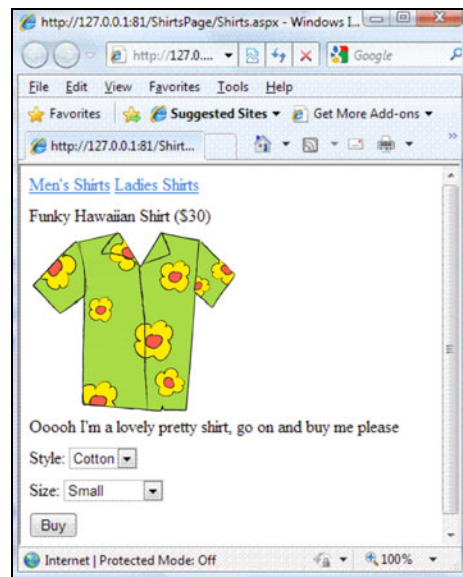 http://127.0.0.1:81/ShirtsPage/Shirts.aspx - Windows I...
http://127.0.... Google
File Edit View Favorites Tools Help
Favorites Suggested Sites Get More Add-ons
http://127.0.0.1:81/Shirt... »
Men's Shirts Ladies Shirts
Funky Hawaiian Shirt ($30)
Ooooh I'm a lovely pretty shirt, go on and buy me please
Style: Cotton
Size: Small
Buy
Internet | Protected Mode: Off 100%